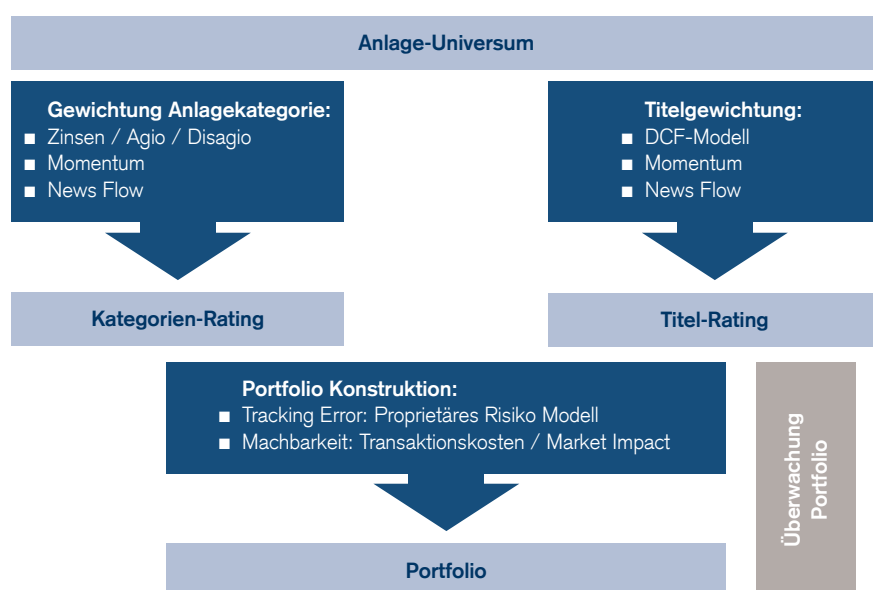 Anlage-Universum
Gewichtung Anlagekategorie:
■ Zinsen / Agio / Disagio
■ Momentum
■ News Flow
Titelgewichtung:
■ DCF-Modell
■ Momentum
■ News Flow
Kategorien-Rating
Titel-Rating
Portfolio Konstruktion:
■ Tracking Error: Proprietäres Risiko Modell
■ Machbarkeit: Transaktionskosten / Market Impact
Überwachung
Portfolio
Portfolio